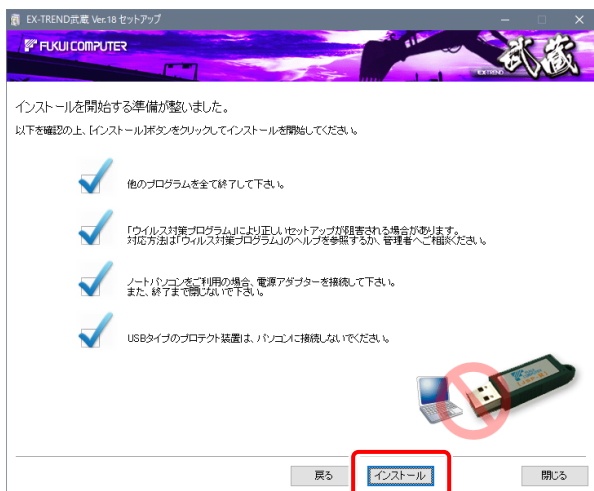 EX-TREND武蔵 Ver.18 セットアップ
FUKUI COMPUTER
EXTREND 武蔵
インストールを開始する準備が整いました。
以下を確認の上、[インストール]ボタンをクリックしてインストールを開始してください。
他のプログラムを全て終了して下さい。
「ウイルス対策プログラム」により正しいセットアップが阻害される場合があります。
対応方法は「ウィルス対策プログラム」のヘルプを参照するか、管理者へご相談ください。
ノートパソコンをご利用の場合、電源アダプターを接続して下さい。
また、終了まで閉じないで下さい。
USBタイプのプロテクト装置は、パソコンに接続しないでください。
戻る
インストール
閉じる